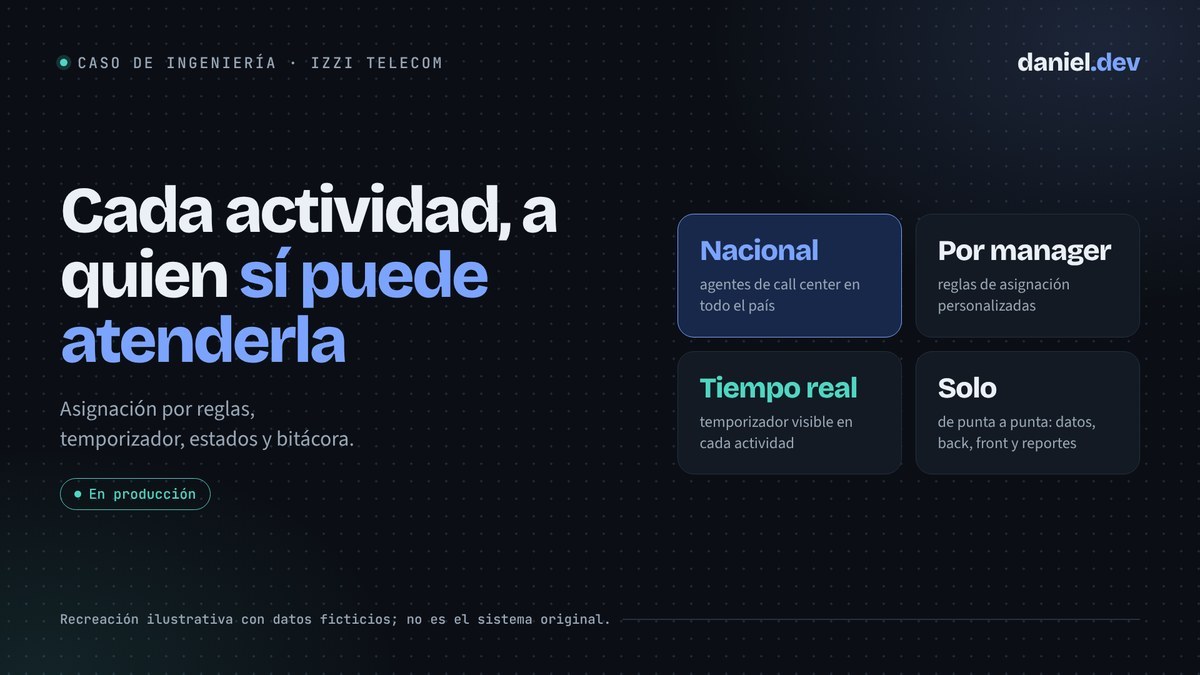 CASO DE INGENIERÍA · IZZI TELECOM
daniel.dev
Cada actividad, a
quien sí puede
atenderla
Asignación por reglas,
temporizador, estados y bitácora.
En producción
Nacional
agentes de call center en
todo el país
Por manager
reglas de asignación
personalizadas
Tiempo real
temporizador visible en
cada actividad
Solo
de punta a punta: datos,
back, front y reportes
Recreación ilustrativa con datos ficticios; no es el sistema original.